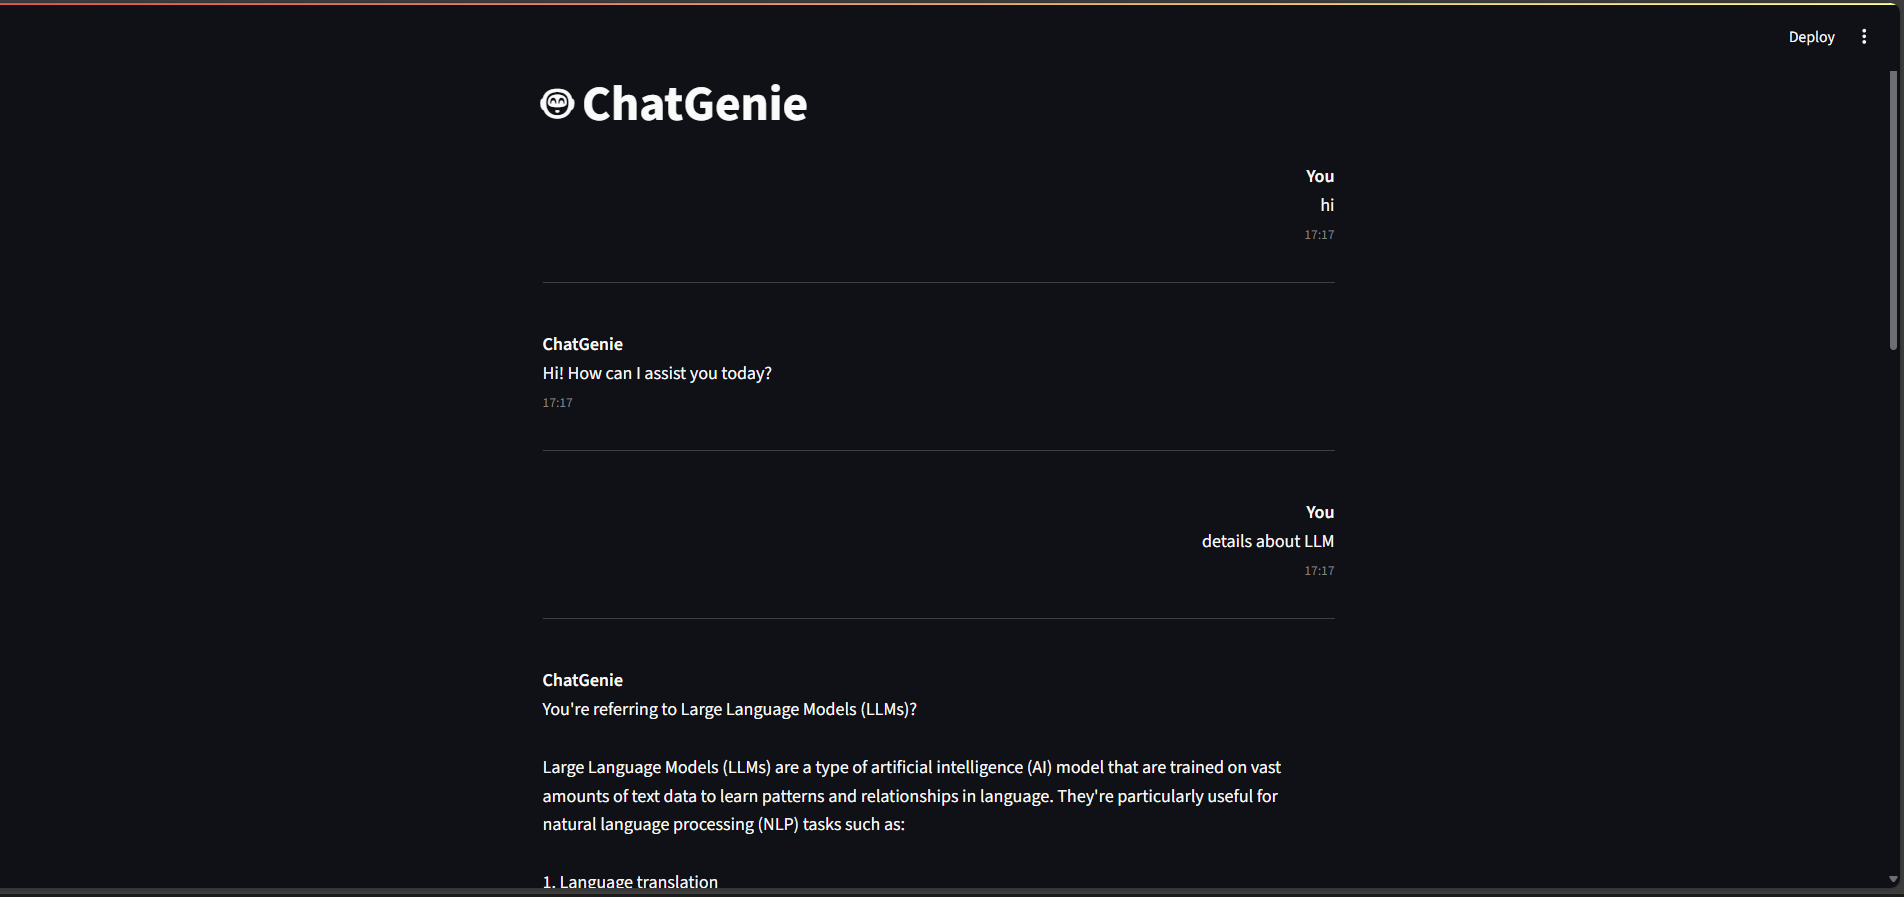 Deploy
ChatGenie
You
hi
17:17
ChatGenie
Hi! How can I assist you today?
17:17
You
details about LLM
17:17
ChatGenie
You're referring to Large Language Models (LLMs)?
Large Language Models (LLMs) are a type of artificial intelligence (AI) model that are trained on vast
amounts of text data to learn patterns and relationships in language. They're particularly useful for
natural language processing (NLP) tasks such as:
1. Language translation